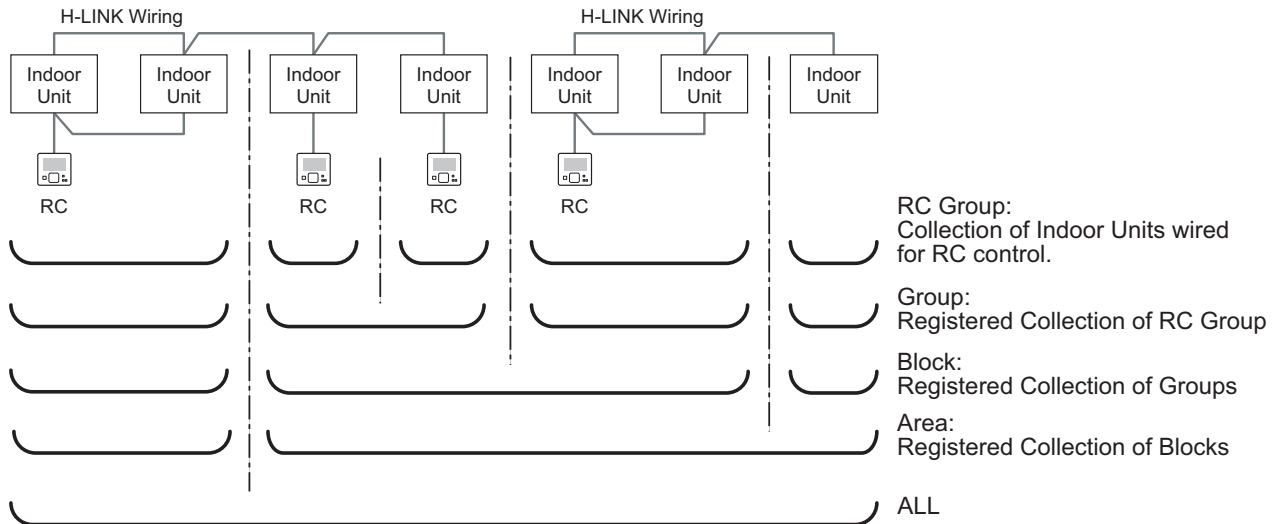 H-LINK Wiring
H-LINK Wiring
Indoor
Unit
Indoor
Unit
Indoor
Unit
Indoor
Unit
Indoor
Unit
Indoor
Unit
Indoor
Unit
RC
RC
RC
RC
RC Group:
Collection of Indoor Units wired
for RC control.
Group:
Registered Collection of RC Group
Block:
Registered Collection of Groups
Area:
Registered Collection of Blocks
ALL